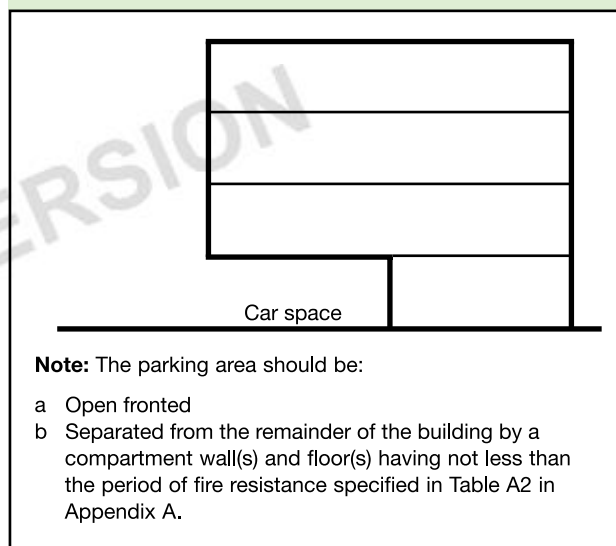 ERSION
Car space
Note: The parking area should be:
a Open fronted
b Separated from the remainder of the building by a
compartment wall(s) and floor(s) having not less than
the period of fire resistance specified in Table A2 in
Appendix A.